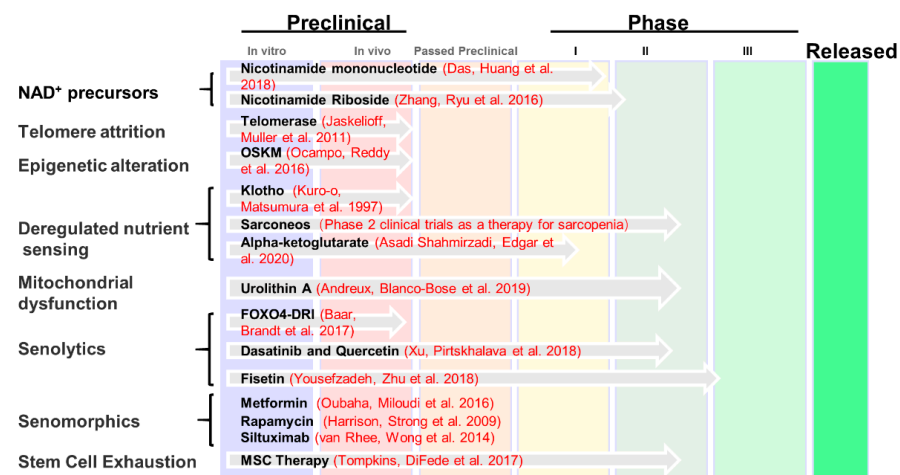 Preclinical Phase
In vitro In vivo Passed Preclinical I II III Released
Nicotinamide mononucleotide (Das, Huang et al.
2018)
NAD+ precursors
Nicotinamide Riboside (Zhang, Ryu et al. 2016)
Telomere attrition
Telomerase (Jaskelioff,
Muller et al. 2011)
Epigenetic alteration
OSKM (Ocampo, Reddy
et al. 2016)
Deregulated nutrient
sensing
Klotho (Kuro-o,
Matsumura et al. 1997)
Sarconeos (Phase 2 clinical trials as a therapy for sarcopenia)
Alpha-ketoglutarate (Asadi Shahmirzadi, Edgar et
al. 2020)
Mitochondrial
dysfunction
Urolithin A (Andreux, Blanco-Bose et al. 2019)
Senolytics
FOXO4-DRI (Baar,
Brandt et al. 2017)
Dasatinib and Quercetin (Xu, Pirtskhalava et al. 2018)
Fisetin (Yousefzadeh, Zhu et al. 2018)
Senomorphics
Metformin (Oubaha, Miloudi et al. 2016)
Rapamycin (Harrison, Strong et al. 2009)
Siltuximab (van Rhee, Wong et al. 2014)
Stem Cell Exhaustion
MSC Therapy (Tompkins, DiFede et al. 2017)